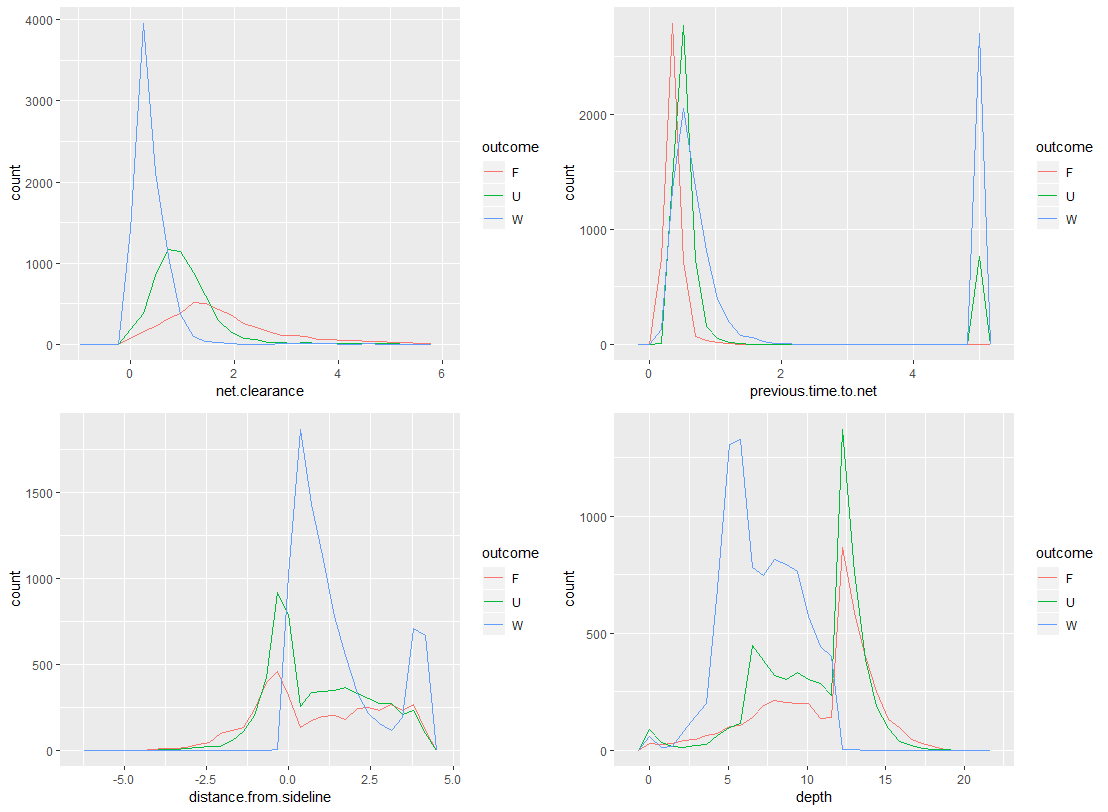 4000
3000
2000
1000
0
count
0
2
4
6
net.clearance
outcome
F
U
W
2000
1000
0
count
0
2
4
previous.time.to.net
outcome
F
U
W
1500
1000
500
0
count
-5.0
-2.5
0.0
2.5
5.0
distance.from.sideline
outcome
F
U
W
1000
500
0
count
0
5
10
15
20
depth
outcome
F
U
W